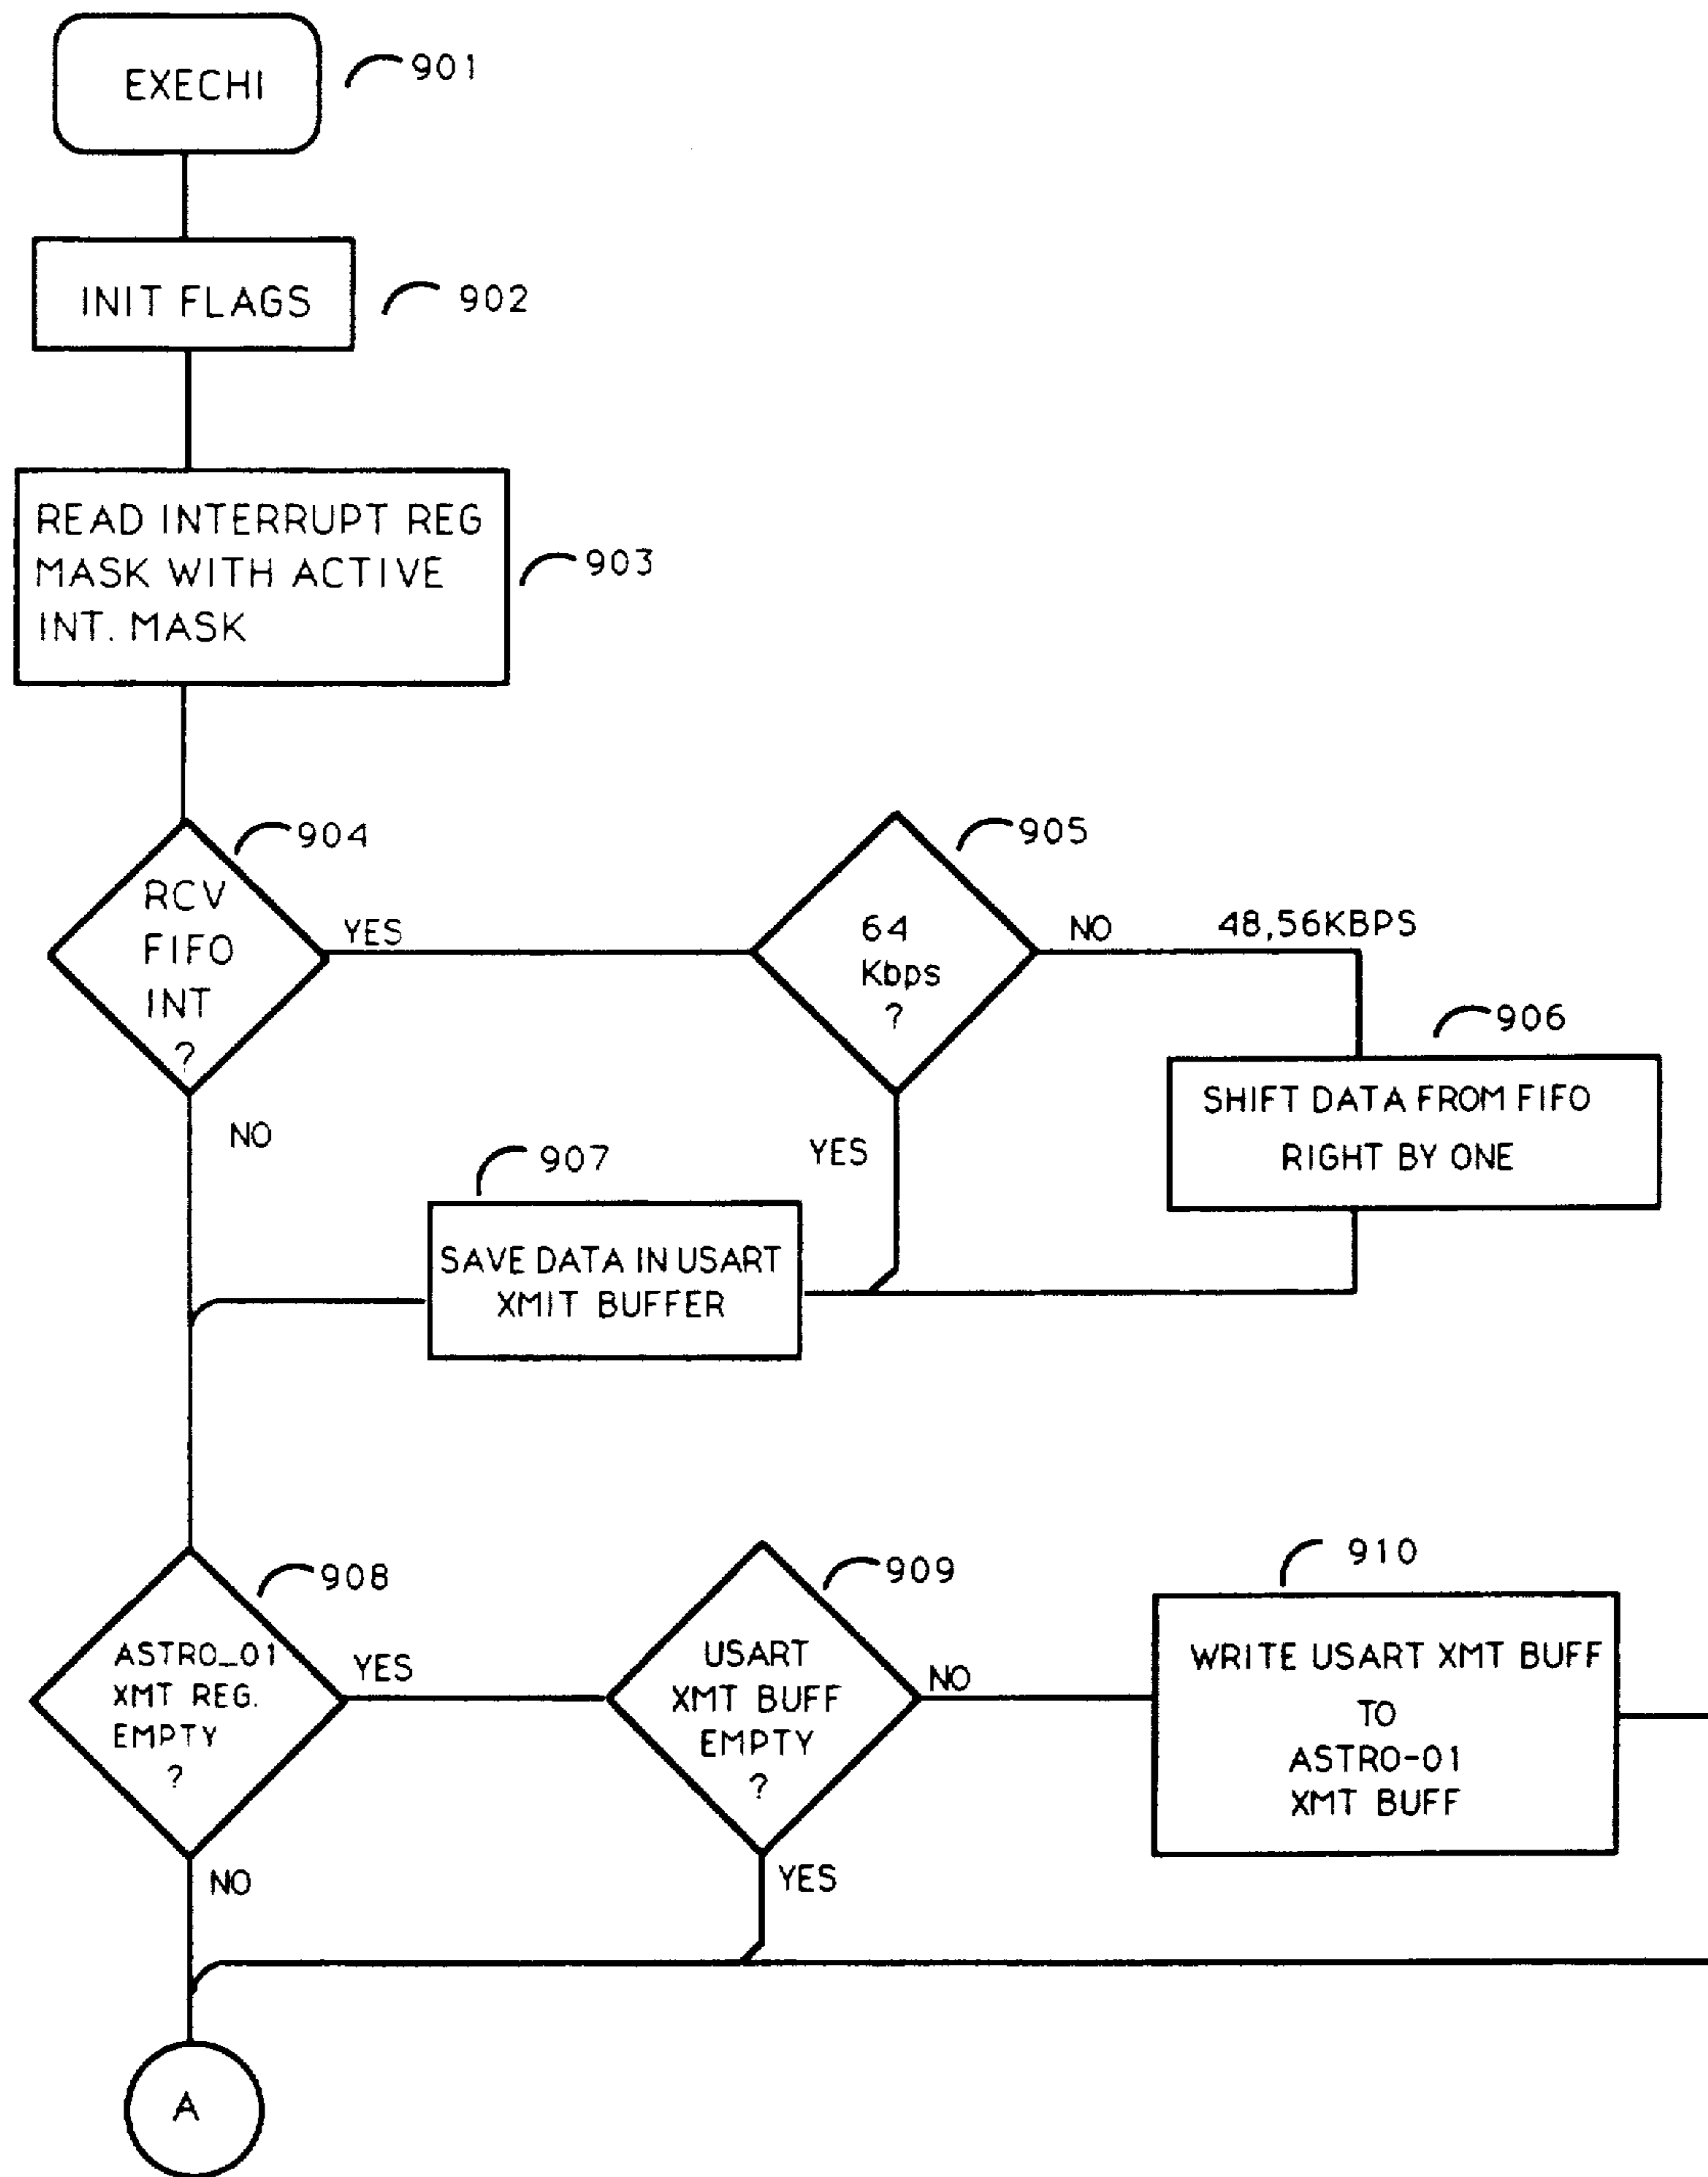 EXECHI
901
INIT FLAGS
902
READ INTERRUPT REG
MASK WITH ACTIVE
INT. MASK
903
904
RCV
FIFO
INT
?
YES
NO
905
64
Kbps
?
NO
48,56KBPS
YES
906
SHIFT DATA FROM FIFO
RIGHT BY ONE
907
SAVE DATA IN USART
XMIT BUFFER
908
ASTRO_01
XMT REG.
EMPTY
?
YES
NO
909
USART
XMT BUFF
EMPTY
?
NO
YES
910
WRITE USART XMT BUFF
TO
ASTRO-01
XMT BUFF
A